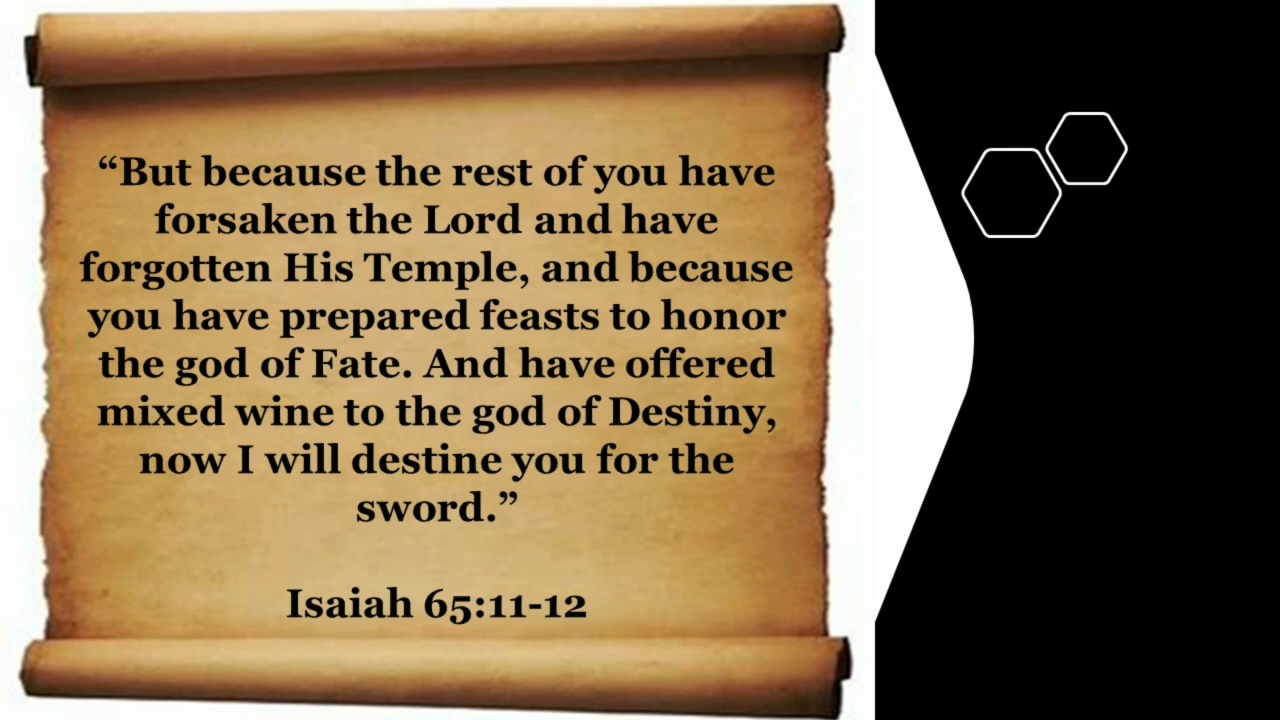 “But because the rest of you have
forsaken the Lord and have
forgotten His Temple, and because
you have prepared feasts to honor
the god of Fate. And have offered
mixed wine to the god of Destiny,
now I will destine you for the
sword.”
Isaiah 65:11-12